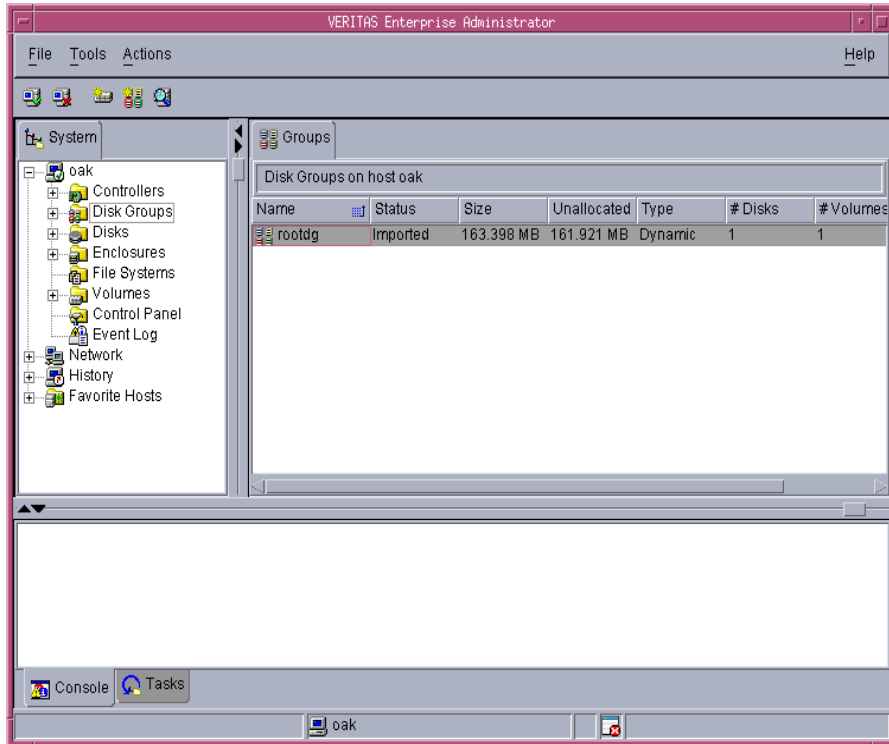 VERITAS Enterprise Administrator
File Tools Actions Help
System
oak
Controllers
Disk Groups
Disks
Enclosures
File Systems
Volumes
Control Panel
Event Log
Network
History
Favorite Hosts
Groups
Disk Groups on host oak
Name Status Size Unallocated Type # Disks # Volumes
rootdg Imported 163.398 MB 161.921 MB Dynamic 1 1
Console Tasks
oak